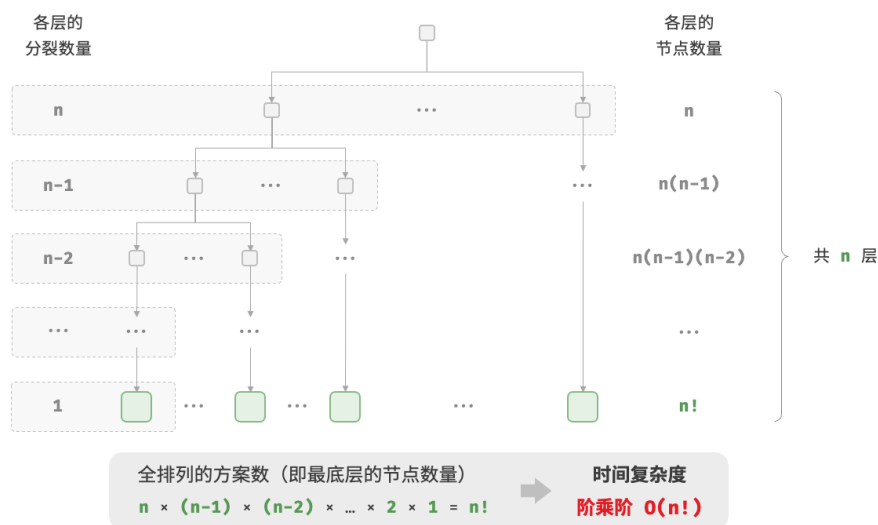 各层的
分裂数量
各层的
节点数量
n
...
n
n-1
...
...
n(n-1)
n-2
...
...
n(n-1)(n-2)
共 n 层
...
...
...
...
1
...
...
...
n!
全排列的方案数（即最底层的节点数量）
n × (n-1) × (n-2) × … × 2 × 1 = n!
时间复杂度
阶乘阶 O(n!)